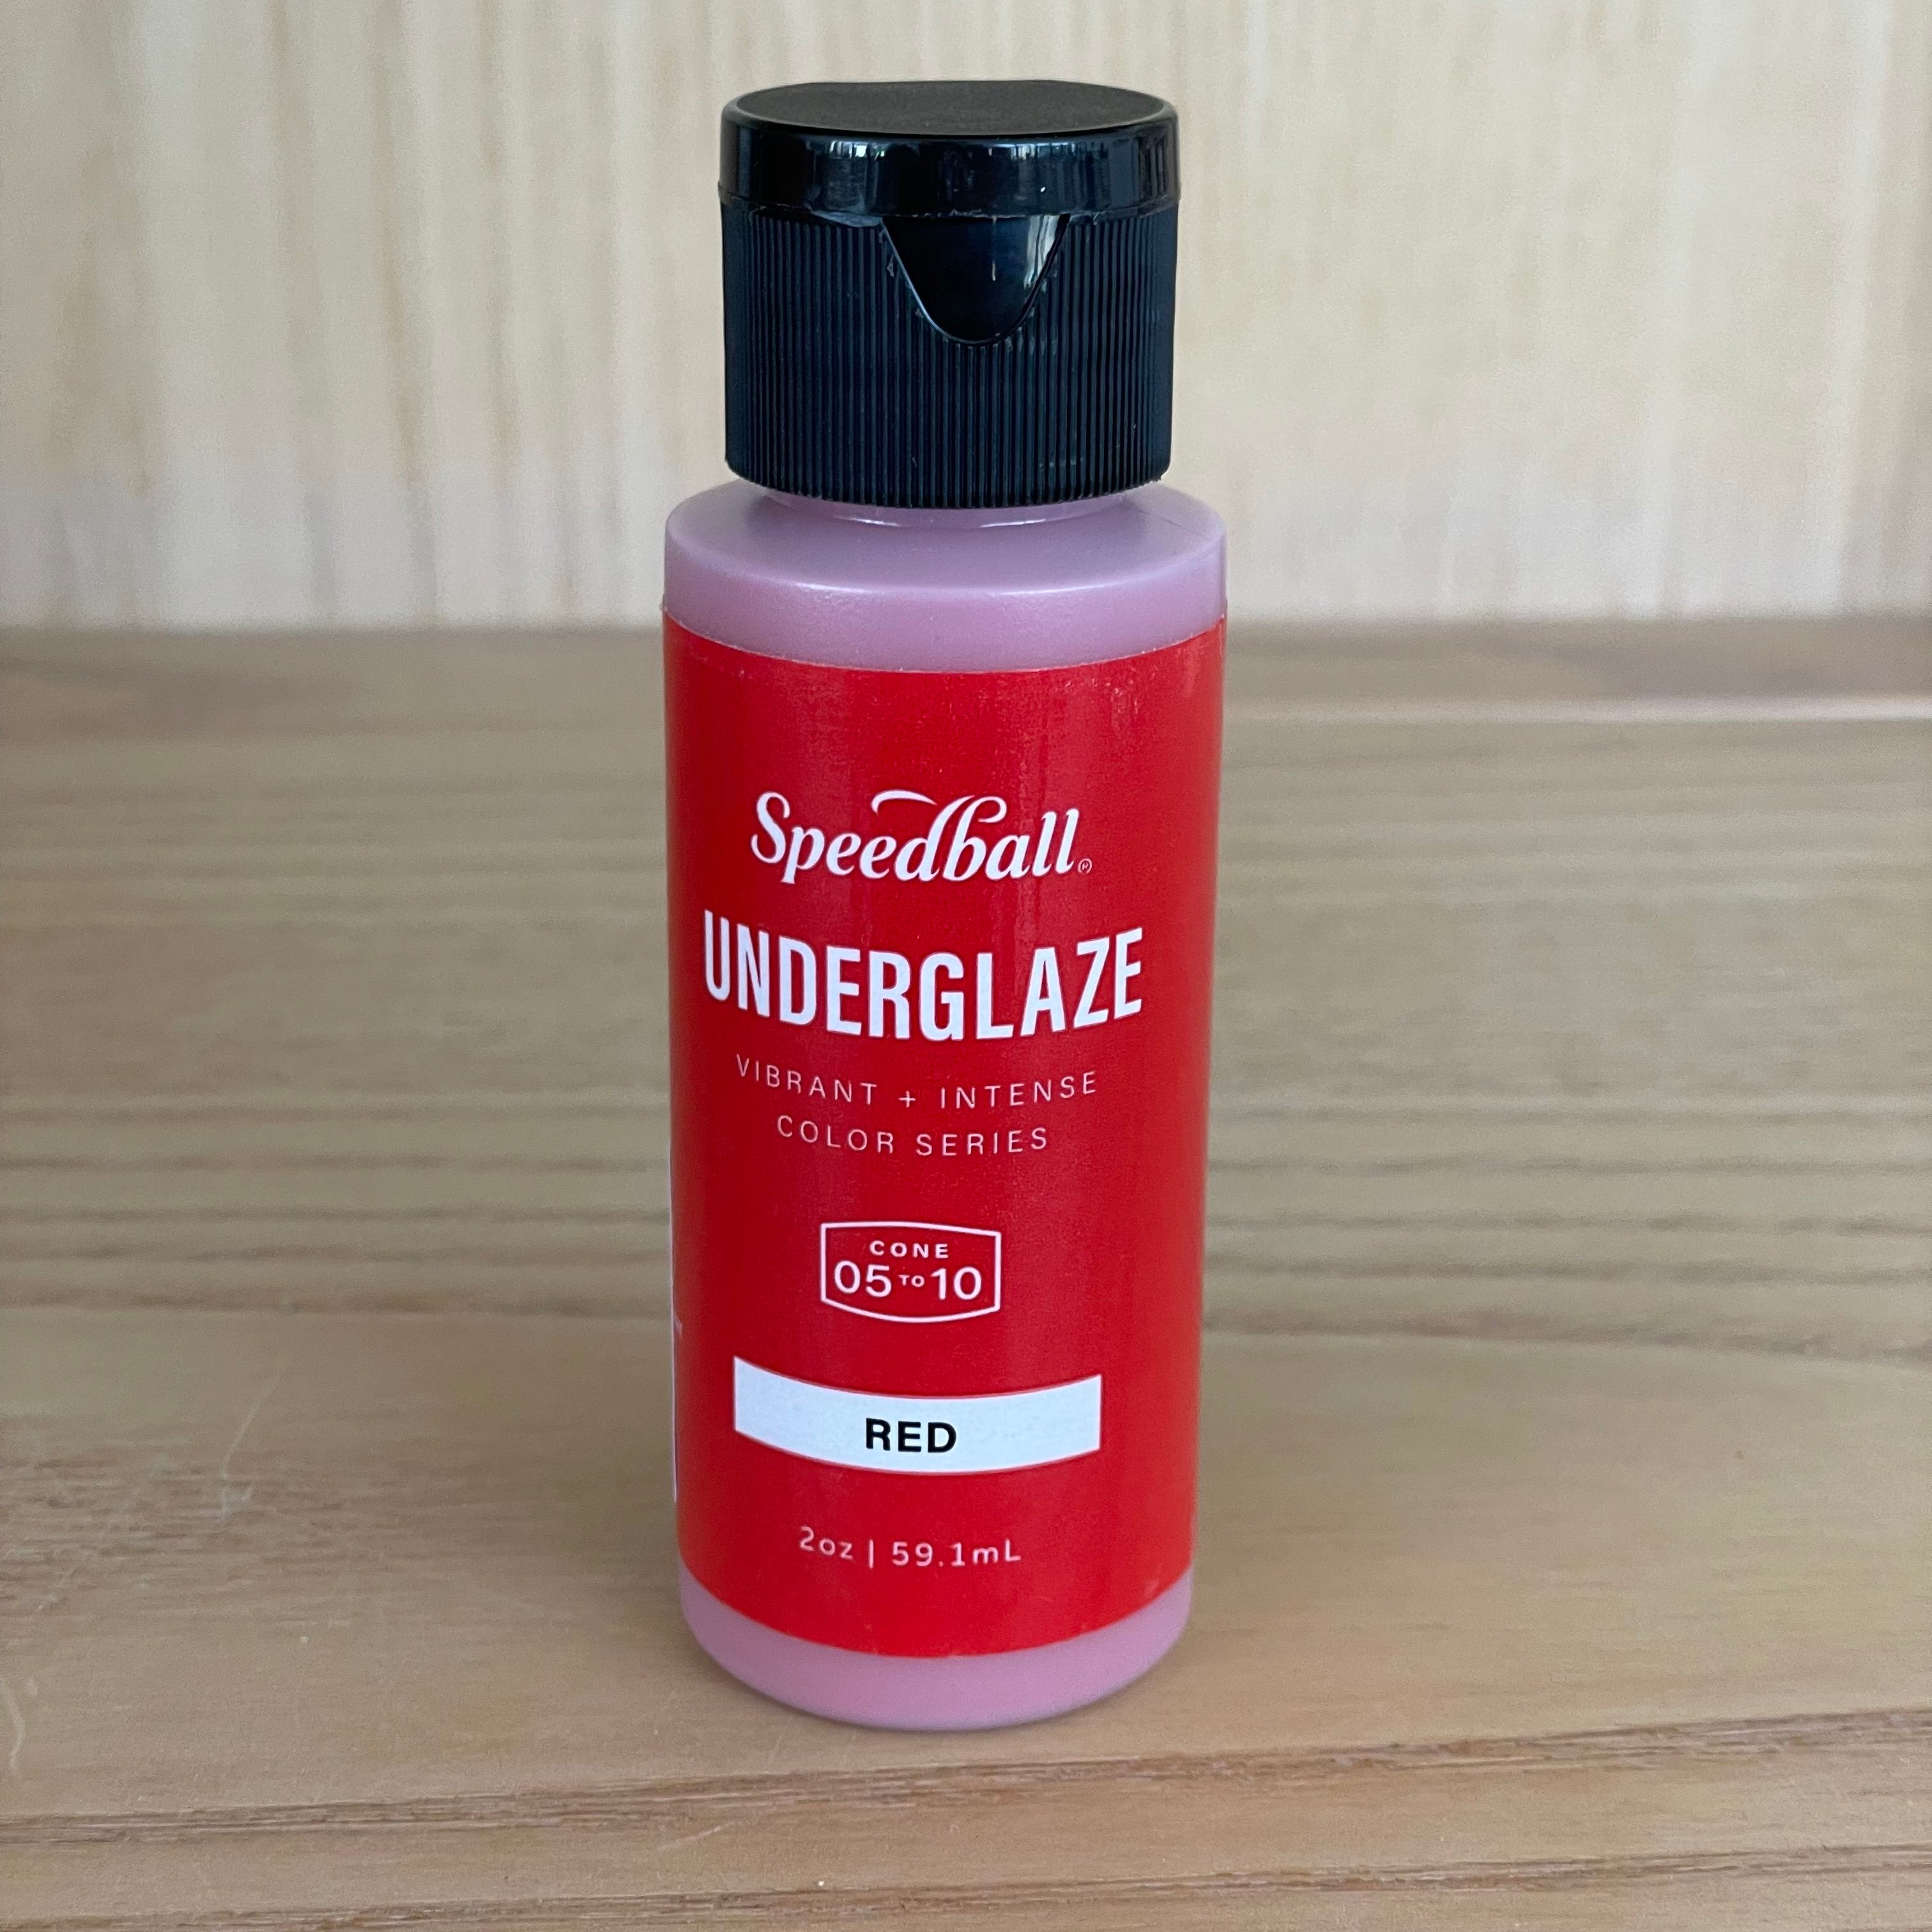 Speedball®
UNDERGLAZE
VIBRANT + INTENSE
COLOR SERIES
CONE
05 TO 10
RED
2oz | 59.1mL